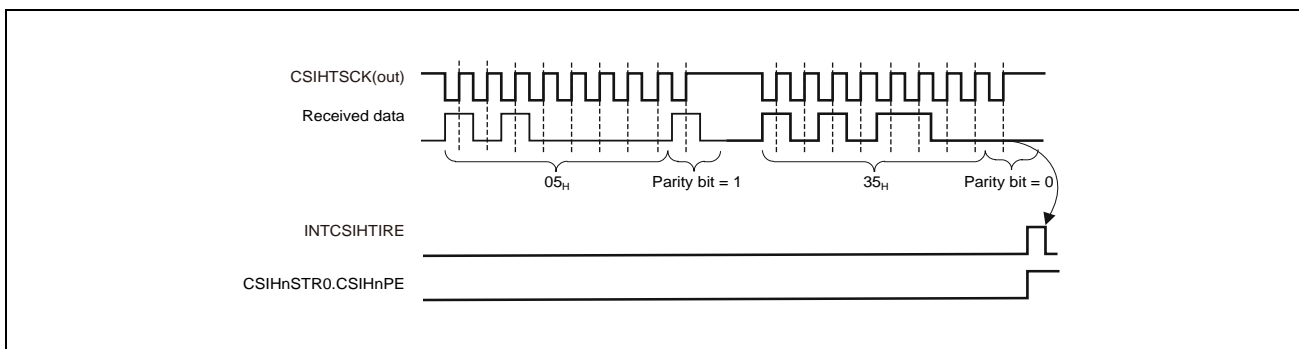 CSIHTSCK(out)
Received data
05H
Parity bit = 1
35H
Parity bit = 0
INTCSIHTIRE
CSIHnSTR0.CSIHnPE